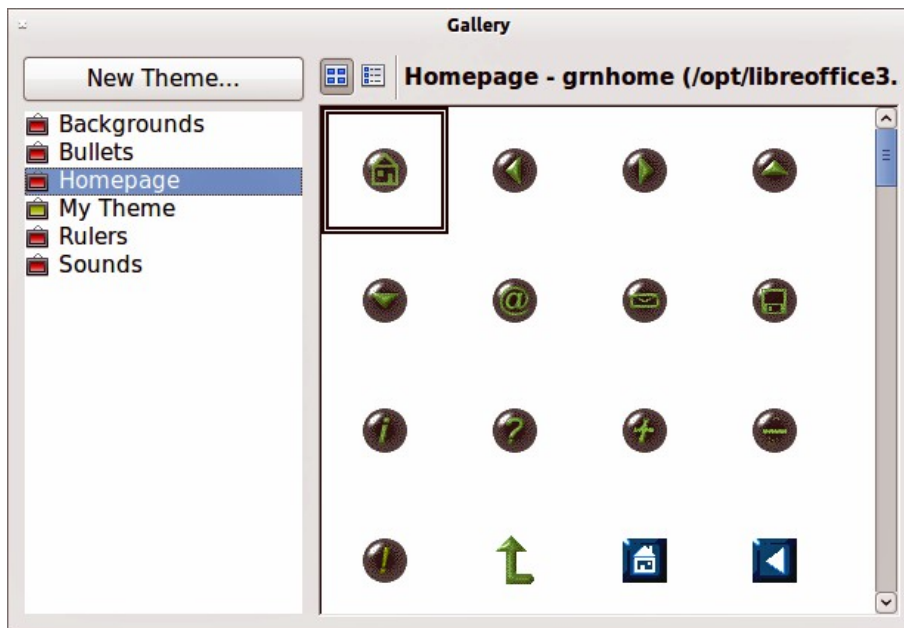 Gallery
New Theme...
Homepage - grnhome (/opt/libreoffice3.
Backgrounds
Bullets
Homepage
My Theme
Rulers
Sounds
@
i
?
+
-
!